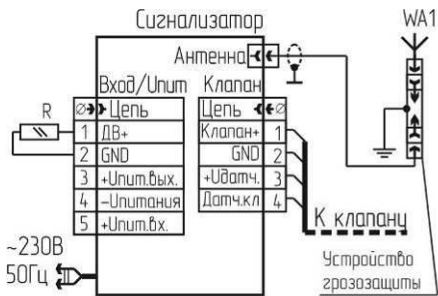 Сигнализатор
WA1
Антенна
Вход/Uпит
Клапан
Цепь
Цепь
R
1 ДВ+
Клапан+ 1
2 GND
GND 2
3 +Uпит.вых.
+Uдатч. 3
4 –Uпитания
Датч.кл 4
5 +Uпит.вх.
К клапану
~230В
50Гц
Устройство
грозозащиты